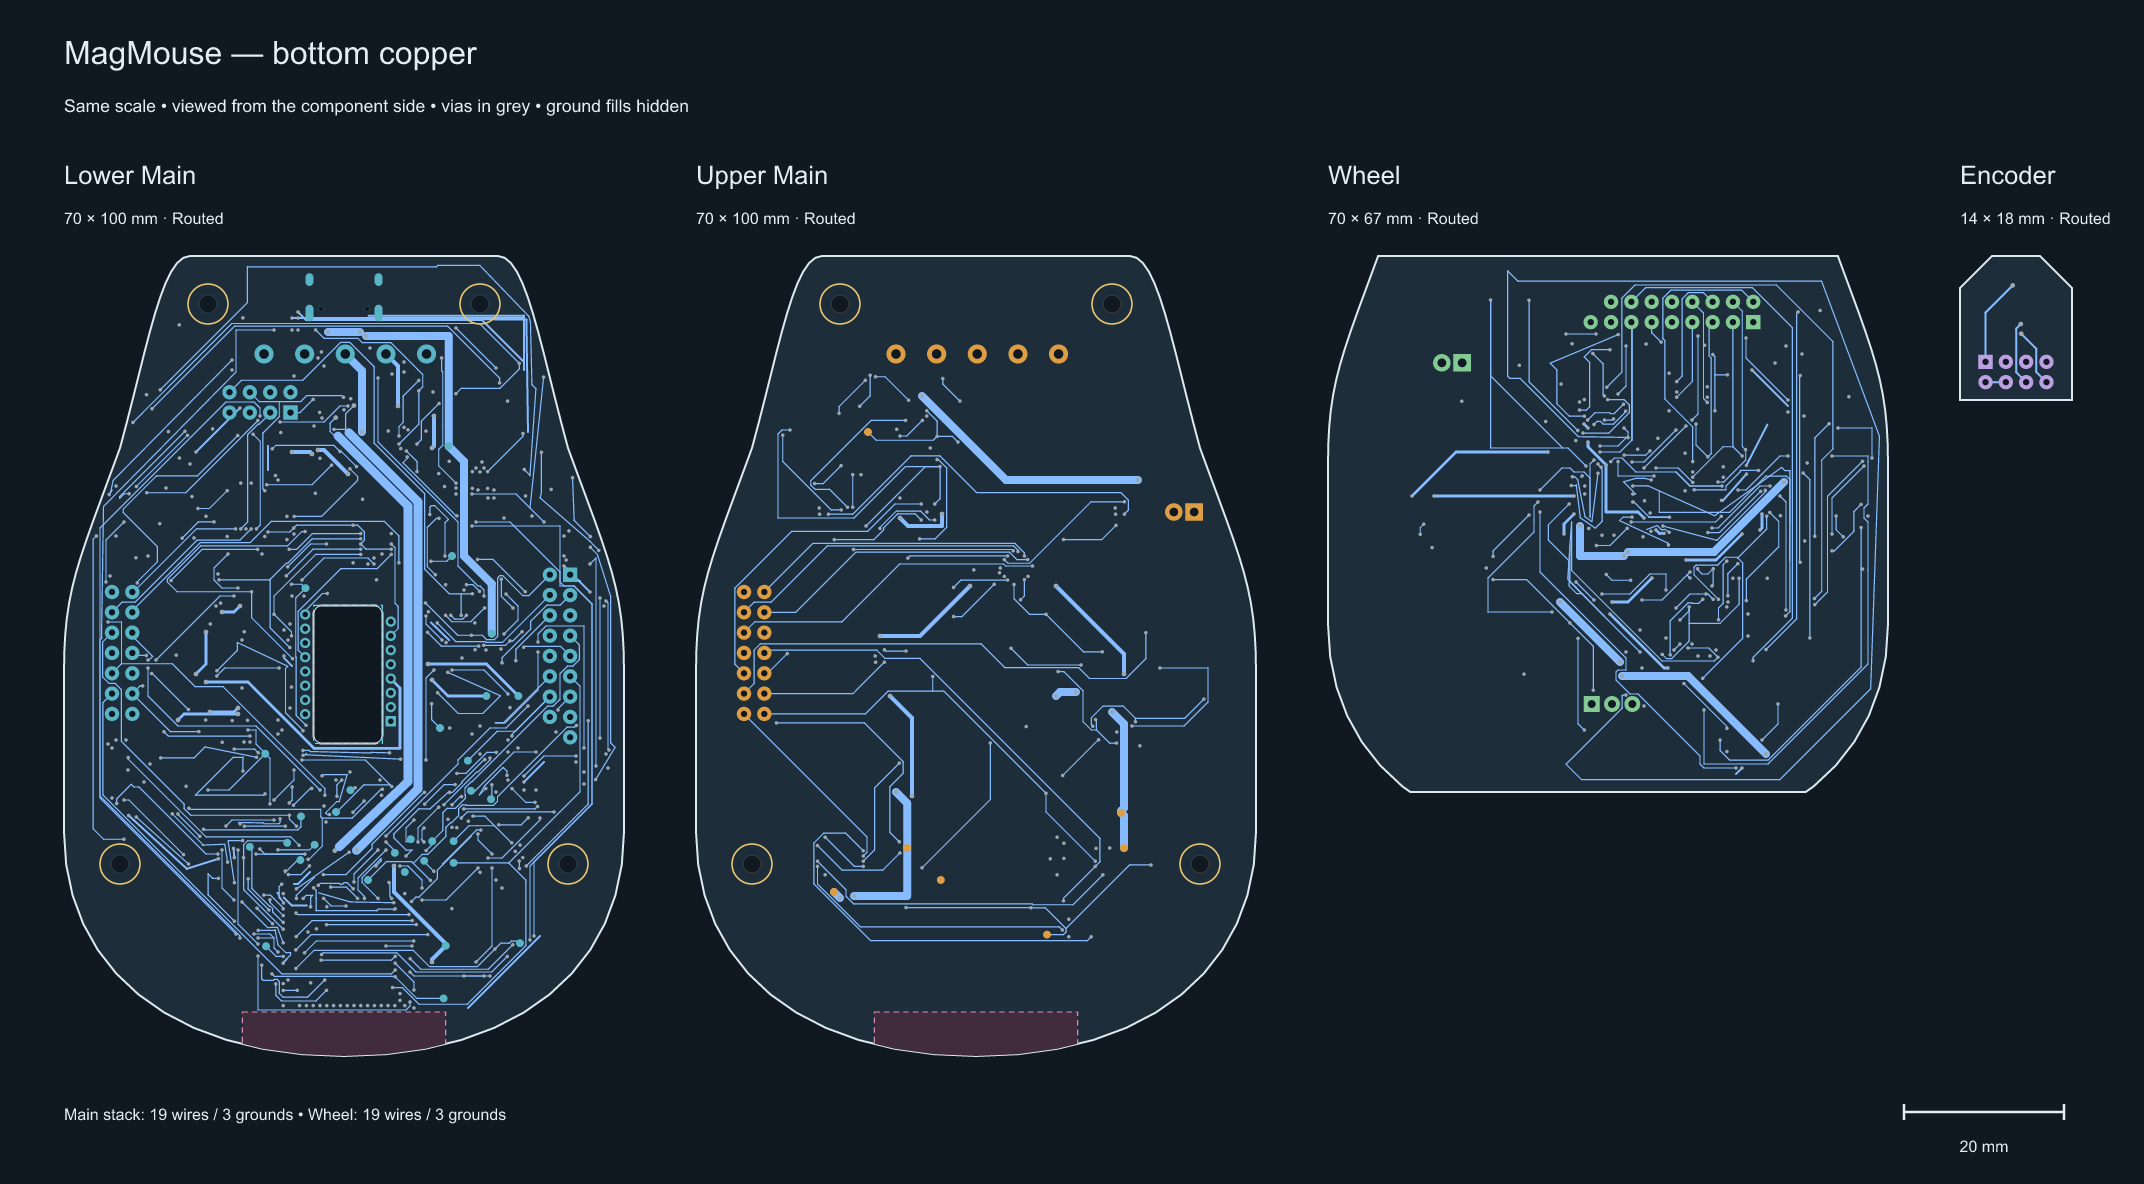 MagMouse — bottom copper
Same scale • viewed from the component side • vias in grey • ground fills hidden
Lower Main
70 × 100 mm · Routed
Upper Main
70 × 100 mm · Routed
Wheel
70 × 67 mm · Routed
Encoder
14 × 18 mm · Routed
Main stack: 19 wires / 3 grounds • Wheel: 19 wires / 3 grounds
20 mm